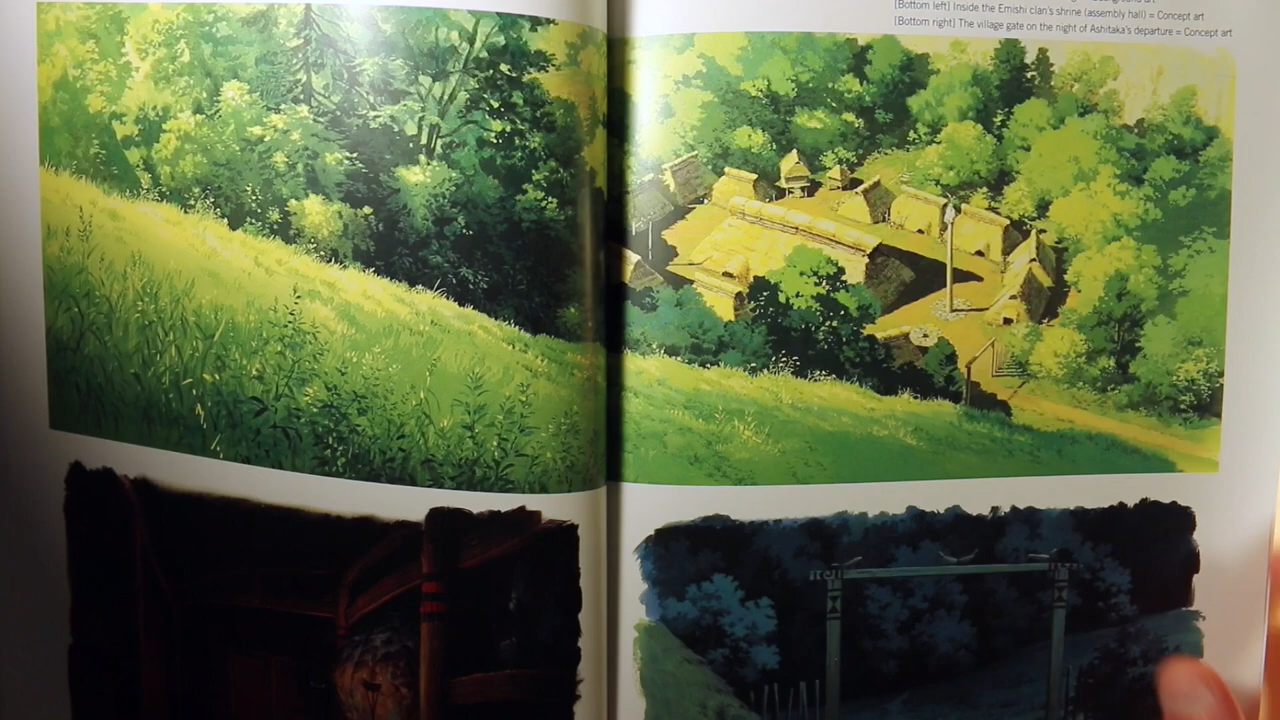 [Bottom left] Inside the Emishi clan's shrine (assembly hall) = Concept art
[Bottom right] The village gate on the night of Ashitaka's departure = Concept art